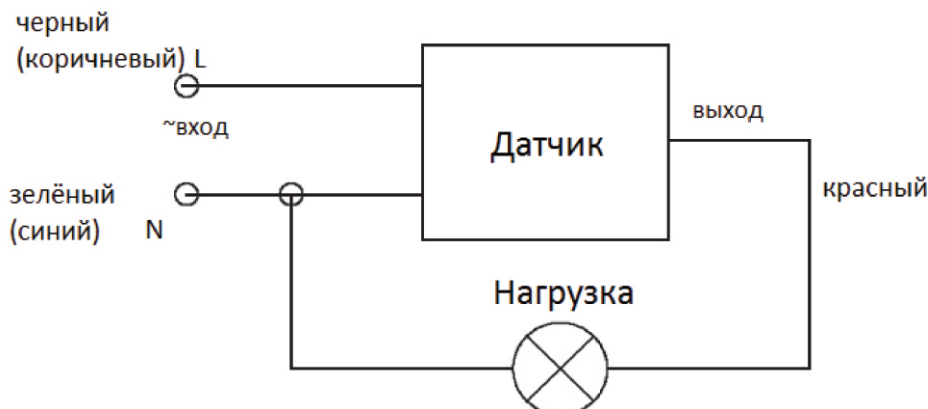 черный
(коричневый) L
~вход
зелёный
(синий) N
Датчик
выход
красный
Нагрузка